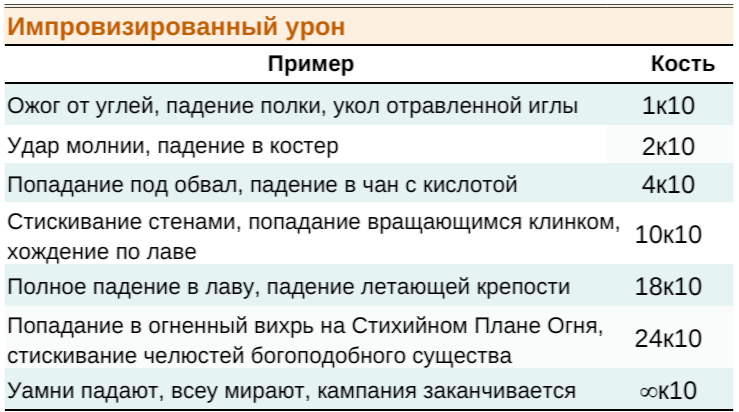 Импровизированный урон
Пример Кость
Ожог от углей, падение полки, укол отравленной иглы 1к10
Удар молнии, падение в костер 2к10
Попадание под обвал, падение в чан с кислотой 4к10
Стискивание стенами, попадание вращающимся клинком,
хождение по лаве 10к10
Полное падение в лаву, падение летающей крепости 18к10
Попадание в огненный вихрь на Стихийном Плане Огня,
стискивание челюстей богоподобного существа 24к10
Уамни падают, всеу мирают, кампания заканчивается ∞к10